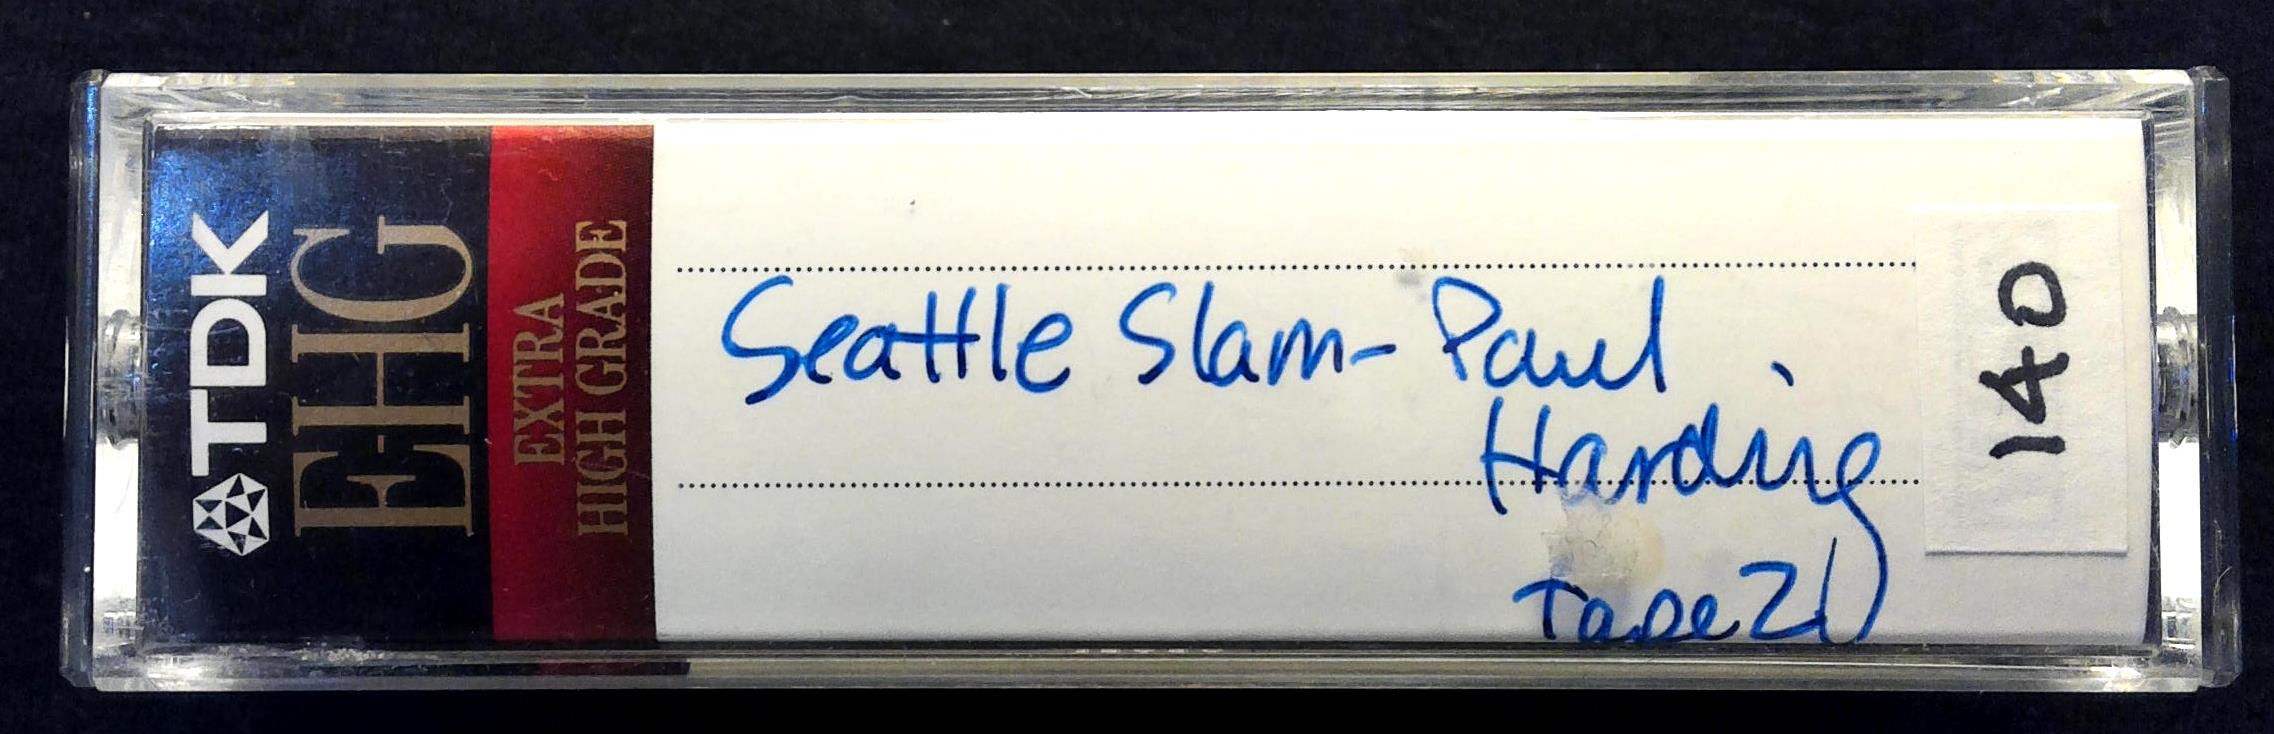 TDK
EHG
EXTRA
HIGH GRADE
Seattle Slam- Paul
Harding
Tape 21
140